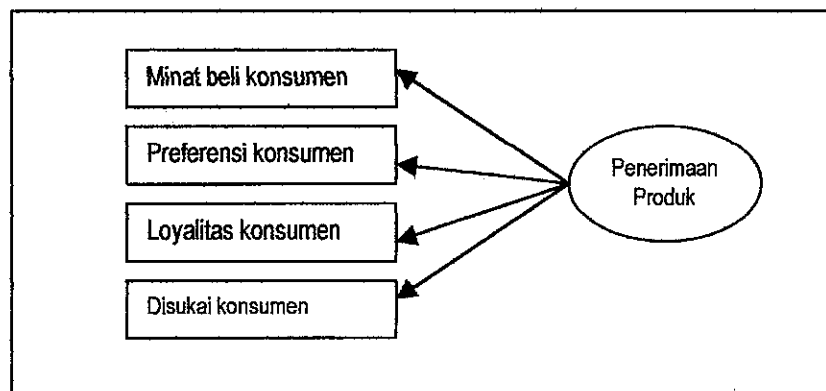 Minat beli konsumen
Preferensi konsumen
Loyalitas konsumen
Disukai konsumen
Penerimaan
Produk